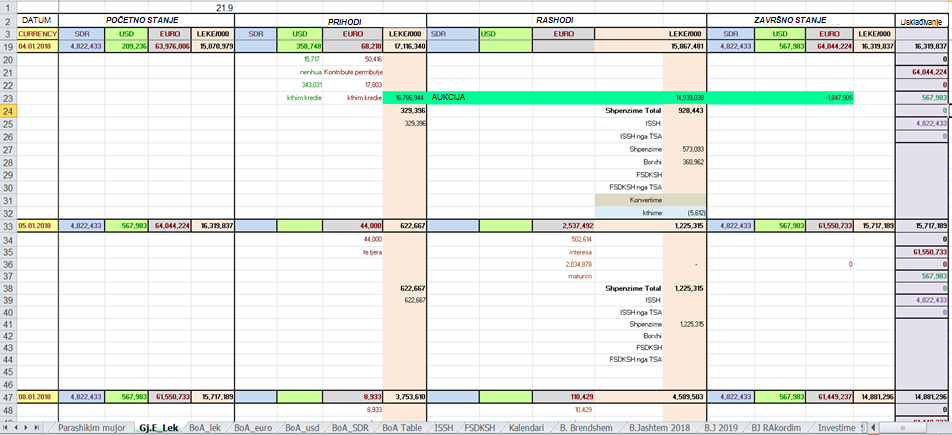 1 21.9
2 DATUM POČETNO STANJE PRIHODI RASHODI ZAVRŠNO STANJE Usklađivanje
3 CURRENCY SDR USD EURO LEKE/000 USD EURO LEKE/000 SDR USD EURO LEKE/000 SDR USD EURO LEKE/000
19 04.01.2018 4,822,433 209,236 63,976,006 15,070,979 358,748 68,218 17,116,340 15,067,481 4,822,433 567,983 64,044,224 16,319,837 16,319,837
20 15,717 50,416 0
21 nenhua Kontribute permbytje 64,044,224
22 343,031 17,803 0
23 kthim kredie kthim kredie 16,786,944 AUKCIJA 14,939,038 -1,847,905 567,983
24 329,396 Shpenzime Total 928,443 0
25 329,396 ISSH 4,822,433
26 ISSH nga TSA 0
27 Shpenzime 573,093
28 Borxhi 360,962
29 FSDKSH
30 FSDKSH nga TSA
31 Konvertime
32 kthime (5,612)
33 05.01.2018 4,822,433 567,983 64,044,224 16,319,837 44,000 622,667 2,537,492 1,225,315 4,822,433 567,983 61,550,733 15,717,189 15,717,189
34 44,000 502,614 0
35 te tjera interesa 61,550,733
36 2,034,878 - 0 0
37 maturim 567,983
38 622,667 Shpenzime Total 1,225,315 0
39 622,667 ISSH 4,822,433
40 ISSH nga TSA 0
41 Shpenzime 1,225,315
42 Borxhi
43 FSDKSH
44 FSDKSH nga TSA
45
46
47 08.01.2018 4,822,433 567,983 61,550,733 15,717,189 8,933 3,753,610 110,429 4,589,503 4,822,433 567,983 61,449,237 14,881,296 14,881,296
48 8,933 10,429 0
Parashikim mujor Gj.E_Lek BoA_lek BoA_euro BoA_usd BoA_SDR BoA Table ISSH FSDKSH Kalendari B. Brendshem B.Jashtem 2018 B.J 2019 BJ RAkordim Investime